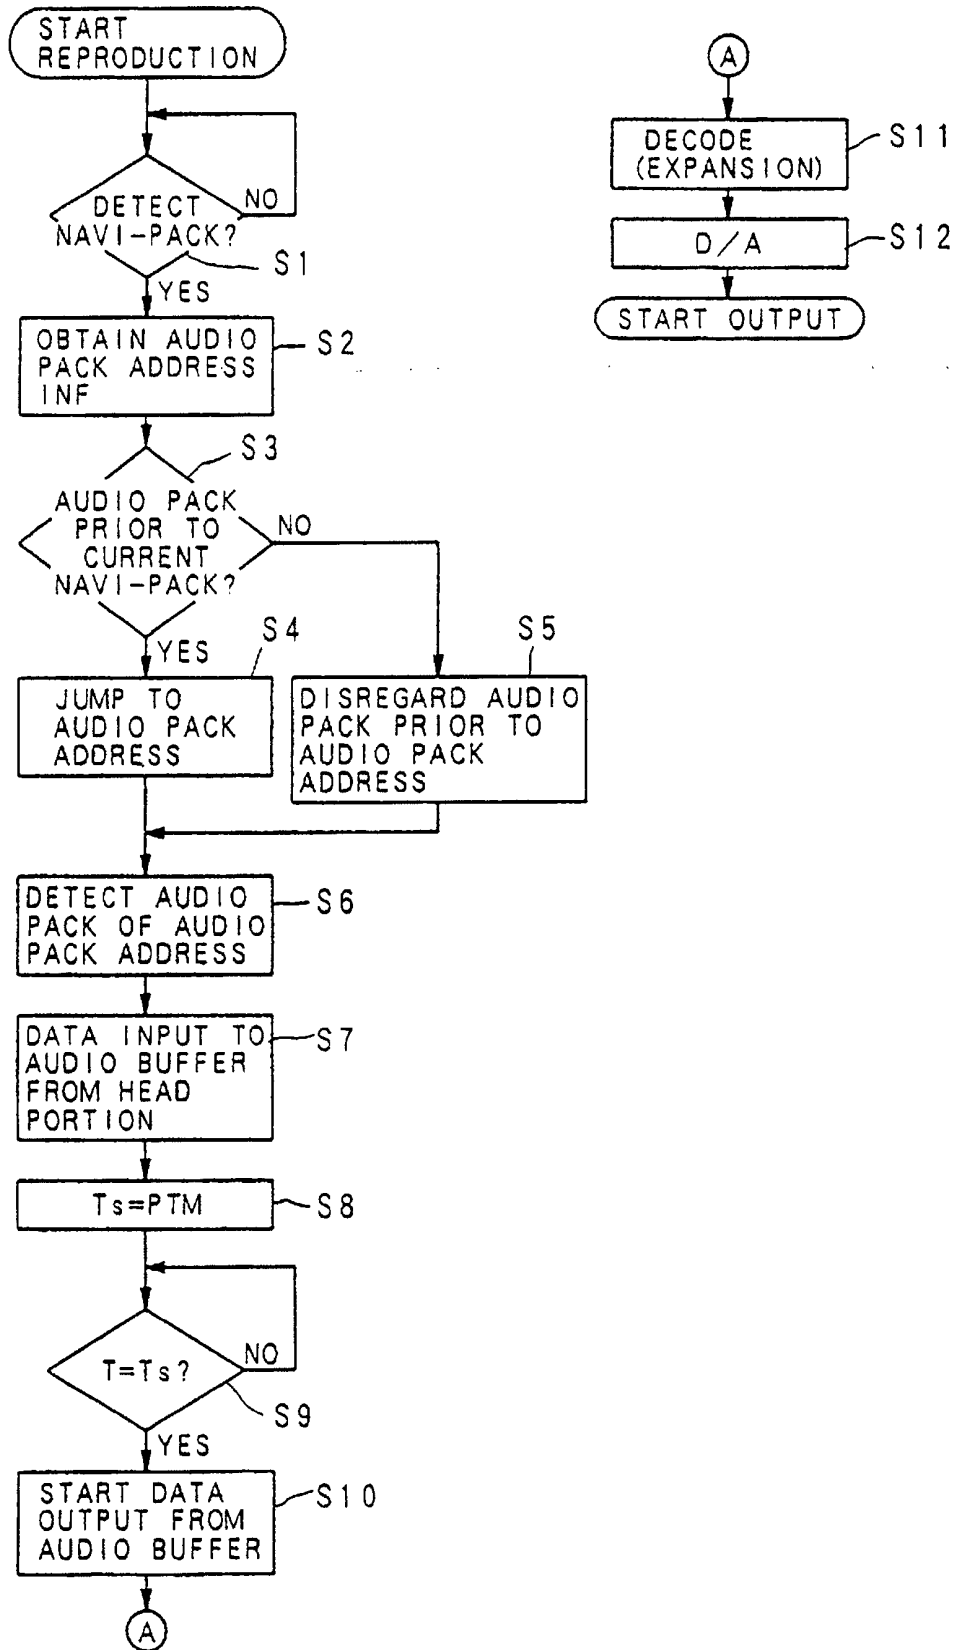 START
REPRODUCTION
DETECT
NAVI-PACK?
NO
S1
YES
OBTAIN AUDIO
PACK ADDRESS
INF
S2
S3
AUDIO PACK
PRIOR TO
CURRENT
NAVI-PACK?
NO
YES
S4
JUMP TO
AUDIO PACK
ADDRESS
S5
DISREGARD AUDIO
PACK PRIOR TO
AUDIO PACK
ADDRESS
DETECT AUDIO
PACK OF AUDIO
PACK ADDRESS
S6
DATA INPUT TO
AUDIO BUFFER
FROM HEAD
PORTION
S7
Ts=PTM
S8
T=Ts?
NO
S9
YES
START DATA
OUTPUT FROM
AUDIO BUFFER
S10
A
A
DECODE
(EXPANSION)
S11
D/A
S12
START OUTPUT